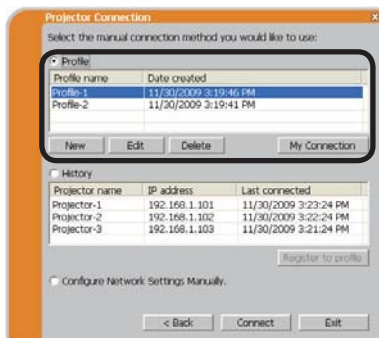 Projector Connection x
Select the manual connection method you would like to use:
Profile
Profile name Date created
Profile-1 11/30/2009 3:19:46 PM
Profile-2 11/30/2009 3:19:41 PM
New Edit Delete My Connection
History
Projector name IP address Last connected
Projector-1 192.168.1.101 11/30/2009 3:23:24 PM
Projector-2 192.168.1.102 11/30/2009 3:22:24 PM
Projector-3 192.168.1.103 11/30/2009 3:21:24 PM
Register to profile
Configure Network Settings Manually.
< Back Connect Exit